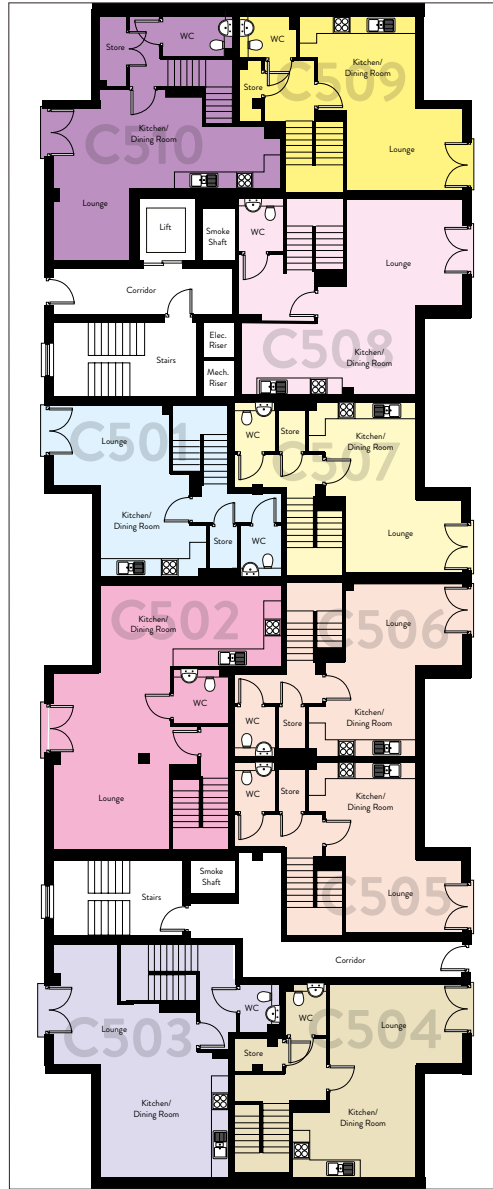 WC
Store
C510
Kitchen/
Dining Room
Lounge
WC
Store
C509
Kitchen/
Dining Room
Lounge
Lift
Smoke
Shaft
Corridor
Stairs
Elec.
Riser
Mech.
Riser
WC
Lounge
C508
Kitchen/
Dining Room
Lounge
C501
Kitchen/
Dining Room
Store
WC
WC
Store
Kitchen/
Dining Room
C507
Lounge
Kitchen/
Dining Room
C502
WC
Lounge
Lounge
C506
Kitchen/
Dining Room
WC
Store
WC
Store
Kitchen/
Dining Room
C505
Lounge
Smoke
Shaft
Stairs
Corridor
WC
Lounge
C503
Kitchen/
Dining Room
WC
Lounge
C504
Store
Kitchen/
Dining Room